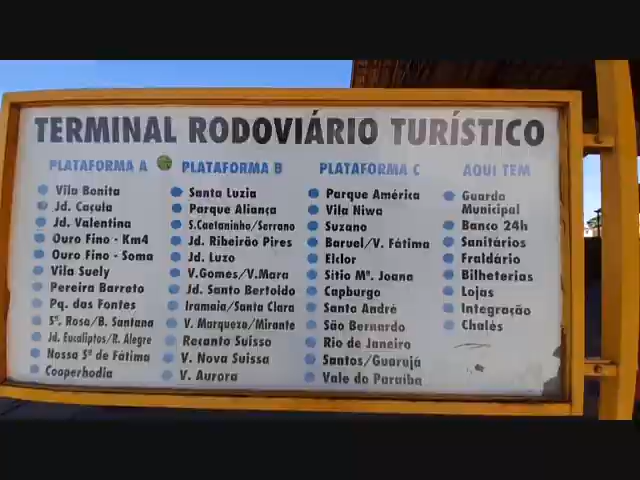 TERMINAL RODOVIÁRIO TURÍSTICO
PLATAFORMA A
Vila Bonita
Jd. Caçula
Jd. Valentina
Ouro Fino - Km4
Ouro Fino - Soma
Vila Suely
Pereira Barreto
Pq. das Fontes
Sª. Rosa/B. Santana
Jd. Eucaliptos/R. Alegre
Nossa Sª de Fátima
Cooperhodia
PLATAFORMA B
Santa Luzia
Parque Aliança
S.Caetaninho/Serrano
Jd. Ribeirão Pires
Jd. Luzo
V.Gomes/V.Mara
Jd. Santo Bertoldo
Iramaia/Santa Clara
V. Marqueza/Mirante
Recanto Suisso
V. Nova Suissa
V. Aurora
PLATAFORMA C
Parque América
Vila Niwa
Suzano
Baruel/V. Fátima
Elclor
Sítio Mª. Joana
Capburgo
Santo André
São Bernardo
Rio de Janeiro
Santos/Guarujá
Vale do Paraíba
AQUI TEM
Guarda
Municipal
Banco 24h
Sanitários
Fraldário
Bilheterias
Lojas
Integração
Chalés